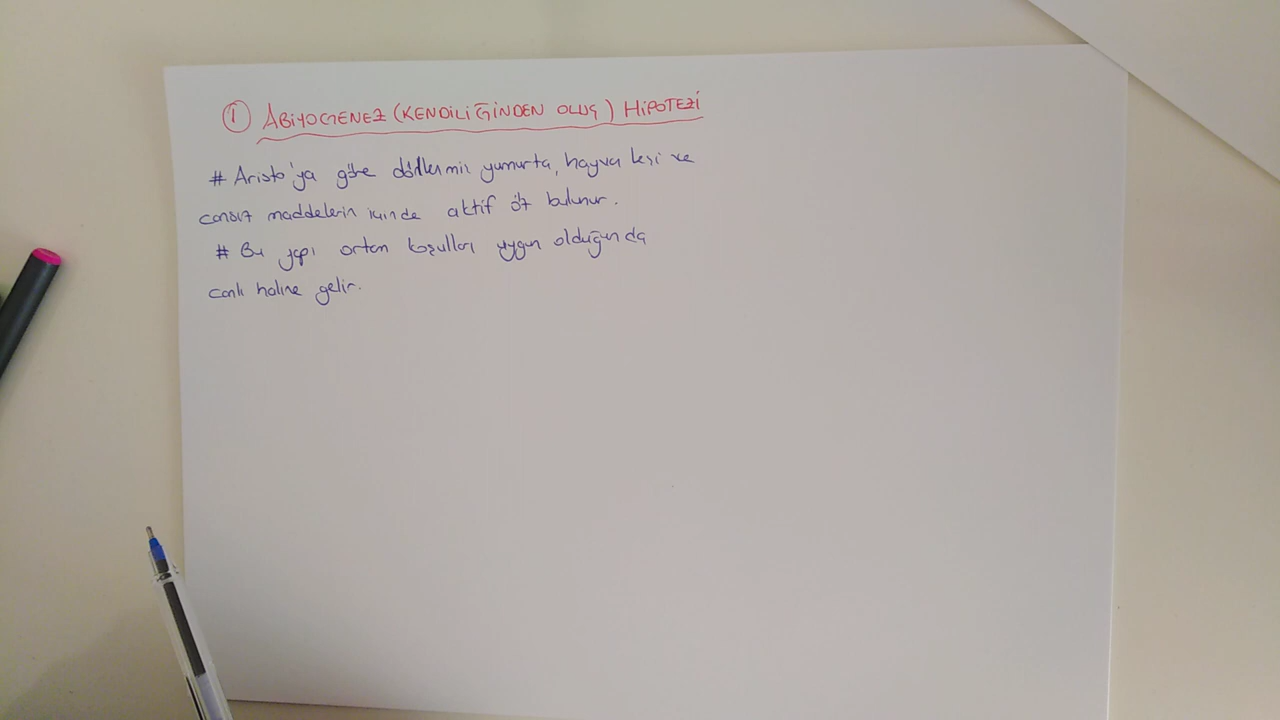 1 ABİYOGENEZ (KENDİLİĞİNDEN OLUŞ) HİPOTEZİ
# Aristo'ya göre döllenmiş yumurta, hayva leşi ve
cansız maddelerin içinde aktif öz bulunur.
# Bu yapı ortam koşulları uygun olduğunda
canlı haline gelir.